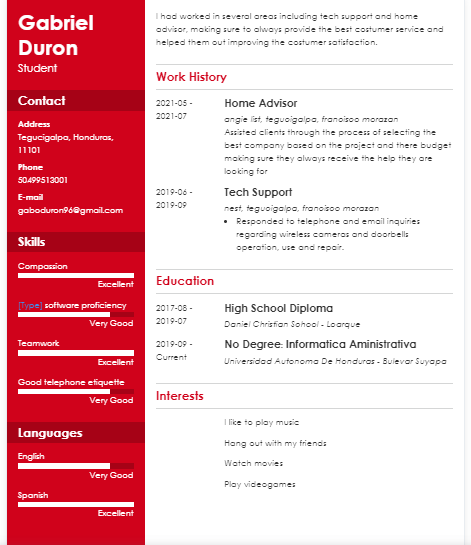 Gabriel
Duron
Student
Contact
Address
Tegucigalpa, Honduras,
11101
Phone
50499513001
E-mail
gaboduron96@gmail.com
Skills
Compassion
Excellent
[Type] software proficiency
Very Good
Teamwork
Excellent
Good telephone etiquette
Very Good
Languages
English
Very Good
Spanish
Excellent
I had worked in several areas including tech support and home
advisor, making sure to always provide the best costumer service and
helped them out improving the costumer satisfaction.
Work History
2021-05 -
2021-07
Home Advisor
angie list, teguoigalpa, franoisoo morazan
Assisted clients through the process of selecting the
best company based on the project and there budget
making sure they always receive the help they are
looking for
2019-06 -
2019-09
Tech Support
nest, teguoigalpa, franoisoo morazan
• Responded to telephone and email inquiries
regarding wireless cameras and doorbells
operation, use and repair.
Education
2017-08 -
2019-07
High School Diploma
Daniel Christian School - Loarque
2019-09 -
Current
No Degree: Informatica Aministrativa
Universidad Autonoma De Honduras - Bulevar Suyapa
Interests
I like to play music
Hang out with my friends
Watch movies
Play videogames